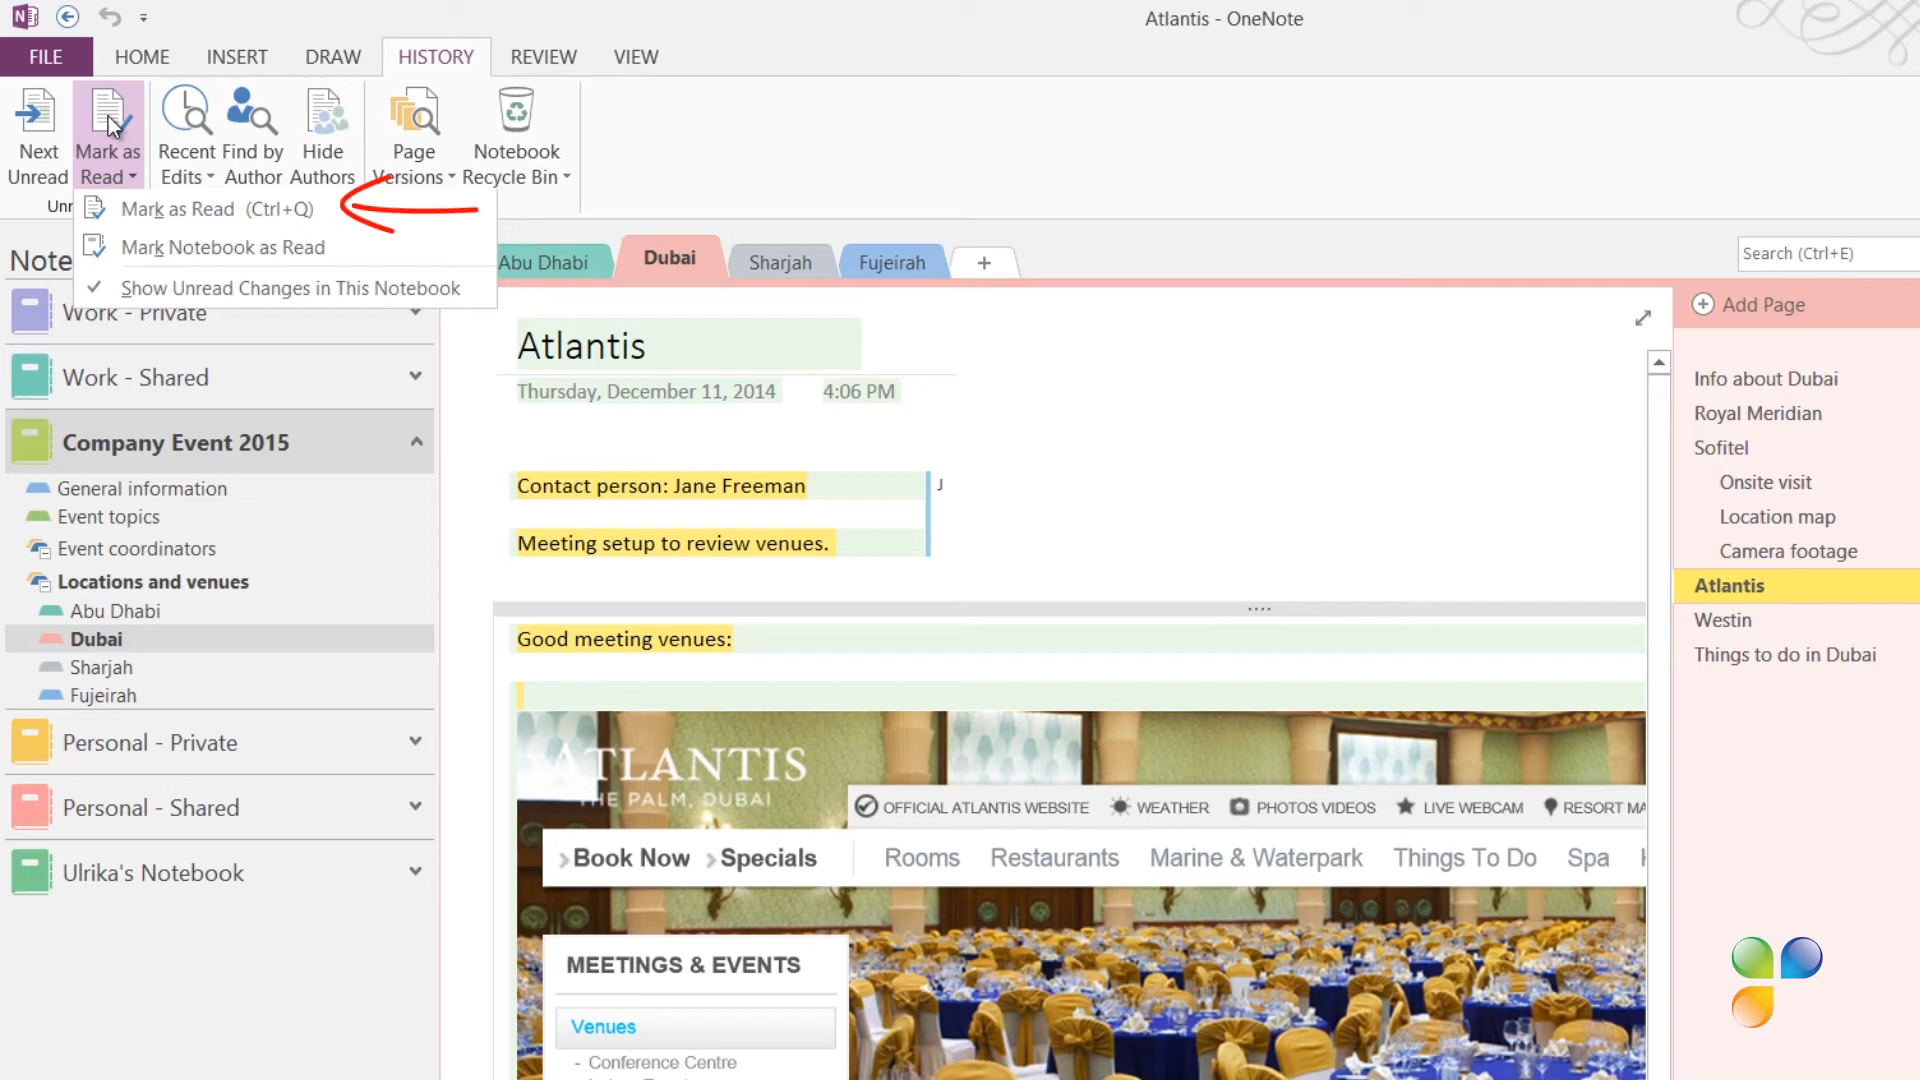 Atlantis - OneNote
FILE HOME INSERT DRAW HISTORY REVIEW VIEW
Next Unread
Mark as Read
Recent Edits
Find by Author
Hide Authors
Page Versions
Notebook Recycle Bin
Mark as Read (Ctrl+Q)
Mark Notebook as Read
Show Unread Changes in This Notebook
Abu Dhabi Dubai Sharjah Fujeirah +
Search (Ctrl+E)
Work - Private
Work - Shared
Company Event 2015
General information
Event topics
Event coordinators
Locations and venues
Abu Dhabi
Dubai
Sharjah
Fujeirah
Personal - Private
Personal - Shared
Ulrika's Notebook
Atlantis
Thursday, December 11, 2014 4:06 PM
Contact person: Jane Freeman J
Meeting setup to review venues.
Good meeting venues:
ATLANTIS
THE PALM, DUBAI
OFFICIAL ATLANTIS WEBSITE WEATHER PHOTOS VIDEOS LIVE WEBCAM RESORT MA
Book Now Specials Rooms Restaurants Marine & Waterpark Things To Do Spa
MEETINGS & EVENTS
Venues
- Conference Centre
Add Page
Info about Dubai
Royal Meridian
Sofitel
Onsite visit
Location map
Camera footage
Atlantis
Westin
Things to do in Dubai